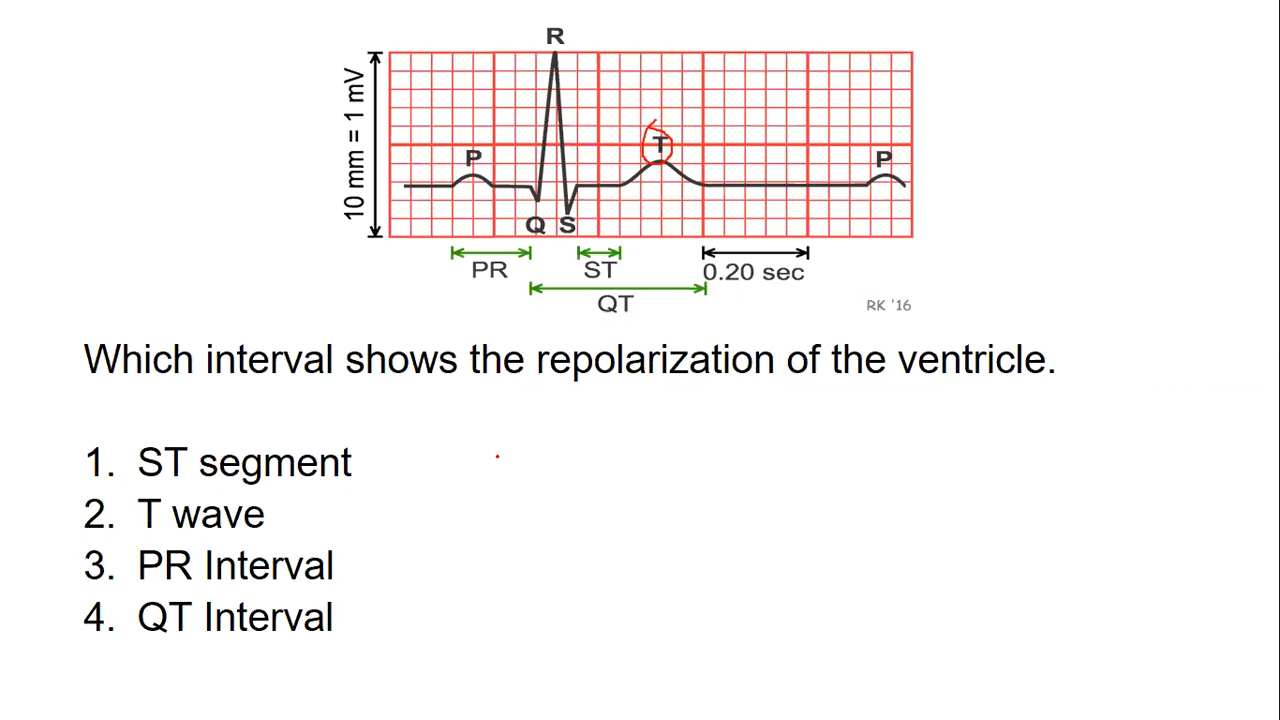 R
10 mm = 1 mV
P
T
P
Q S
PR
ST
0.20 sec
QT
RK '16
Which interval shows the repolarization of the ventricle.
1. ST segment
2. T wave
3. PR Interval
4. QT Interval